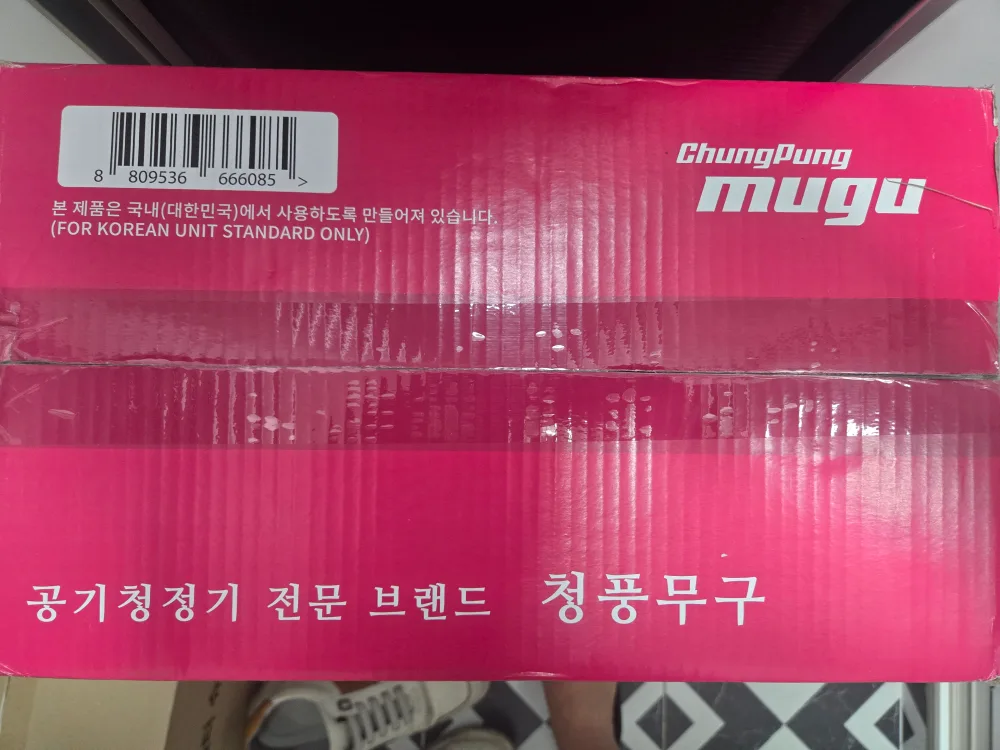 8 809536 666085 >
본 제품은 국내(대한민국)에서 사용하도록 만들어져 있습니다.
(FOR KOREAN UNIT STANDARD ONLY)
ChungPung
mugu
공기청정기 전문 브랜드 청풍무구